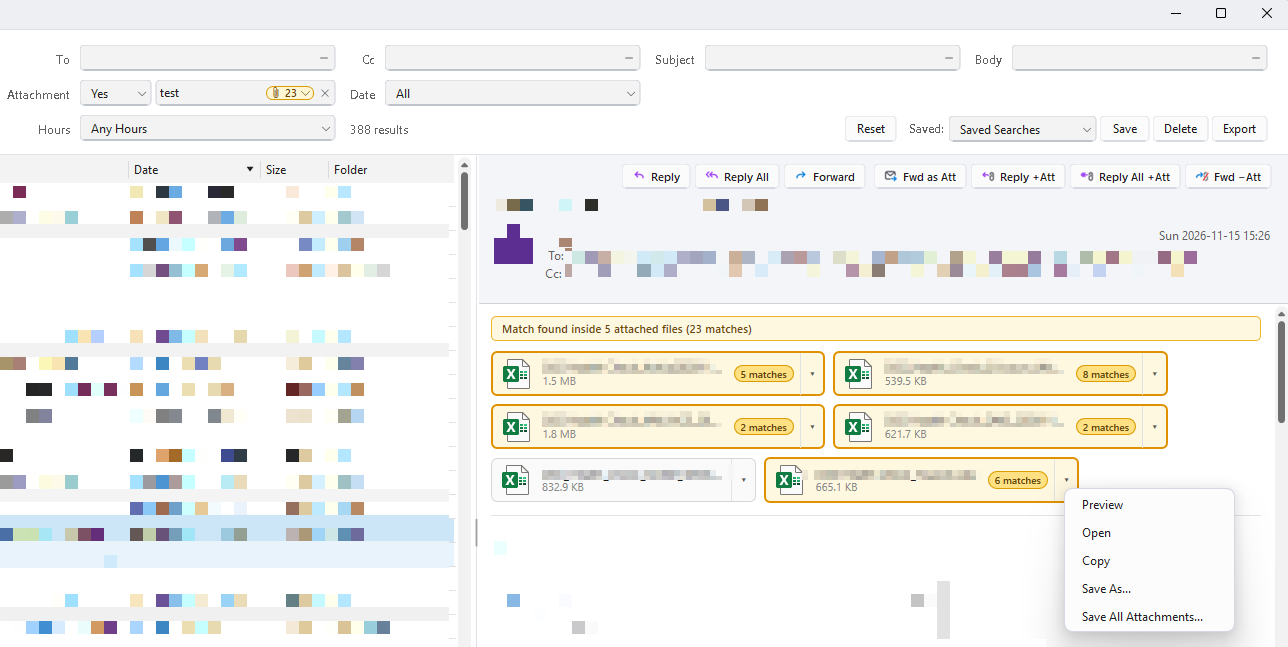 To Cc Subject Body
Attachment Yes test 23 Date All
Hours Any Hours 388 results Reset Saved: Saved Searches Save Delete Export
Date Size Folder
Reply Reply All Forward Fwd as Att Reply +Att Reply All +Att Fwd −Att
Sun 2026-11-15 15:26
To:
Cc:
Match found inside 5 attached files (23 matches)
1.5 MB 5 matches
539.5 KB 8 matches
1.8 MB 2 matches
621.7 KB 2 matches
832.9 KB
665.1 KB 6 matches
Preview
Open
Copy
Save As...
Save All Attachments...